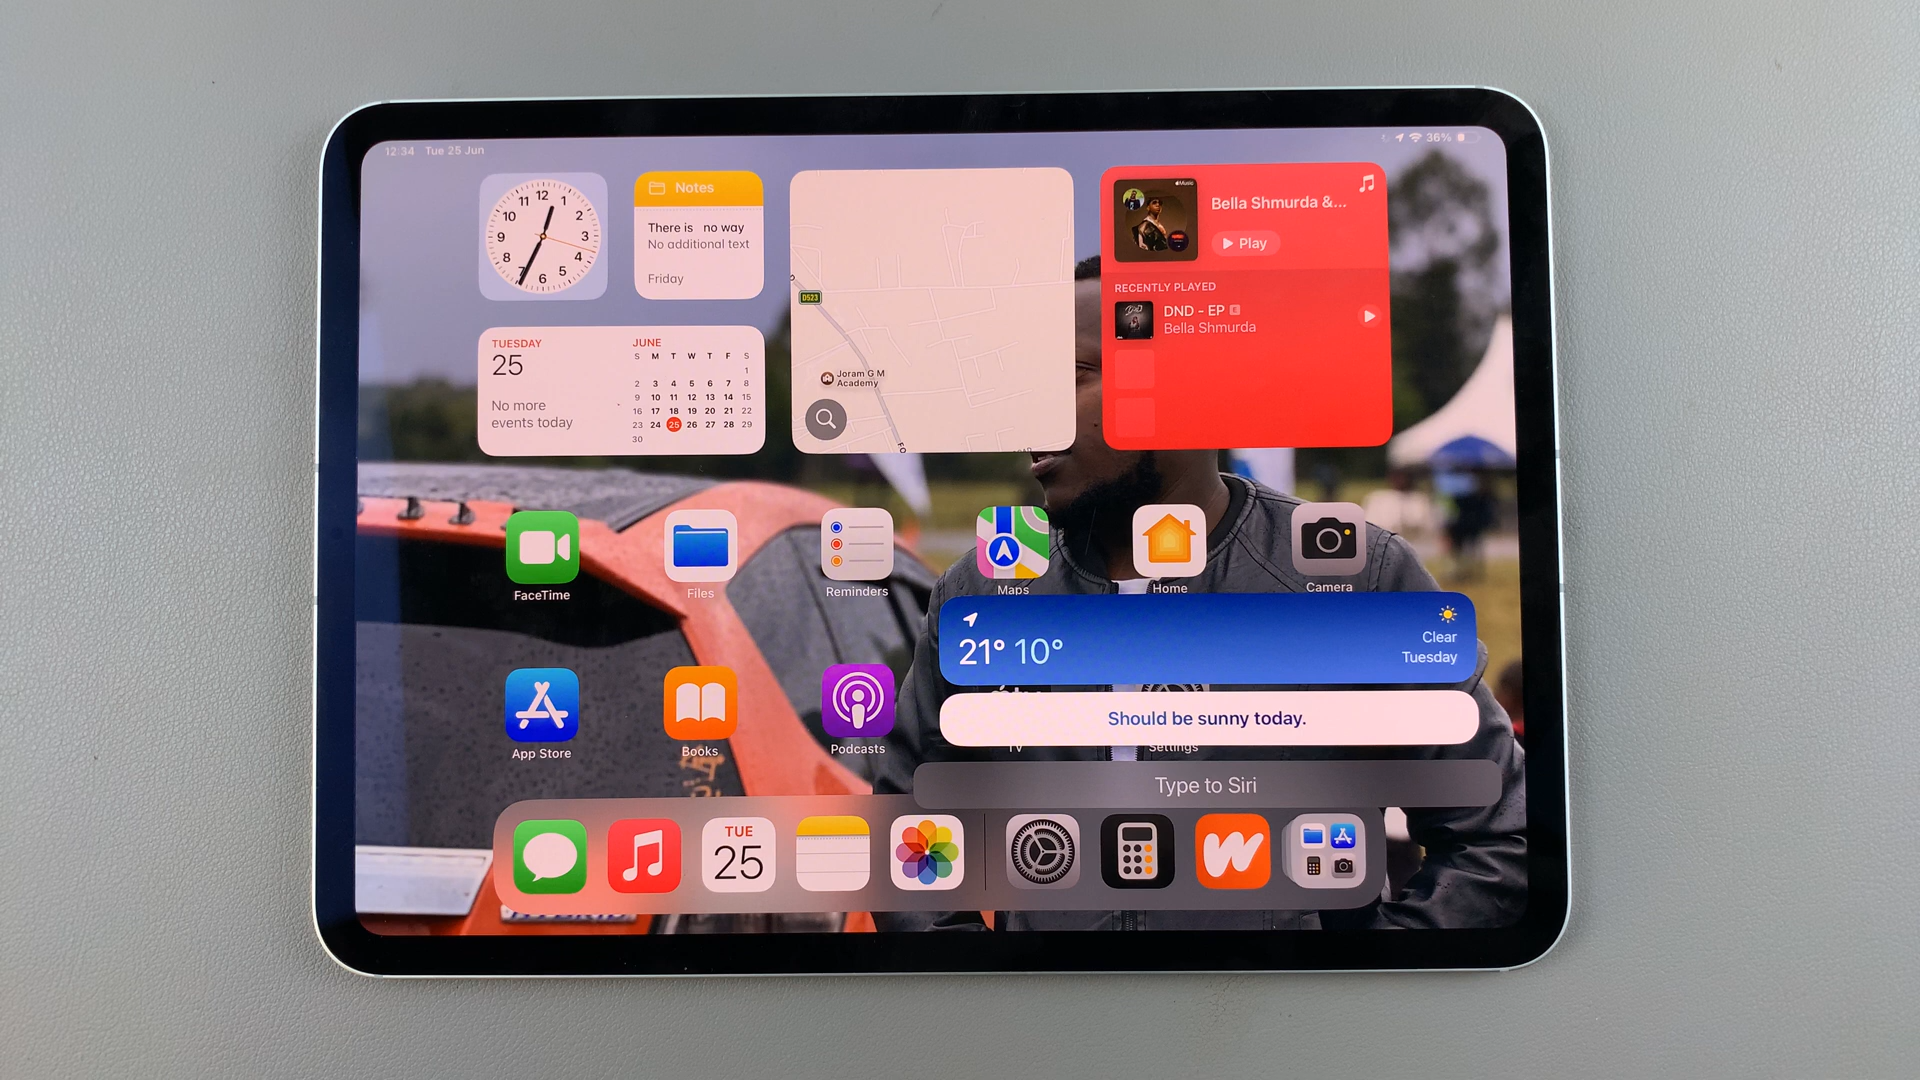 12:34 Tue 25 Jun
36%
12
1
2
3
4
5
6
7
8
9
10
11
Notes
There is no way
No additional text
Friday
TUESDAY
25
No more
events today
JUNE
S M T W T F S
1
2 3 4 5 6 7 8
9 10 11 12 13 14 15
16 17 18 19 20 21 22
23 24 25 26 27 28 29
30
D523
Joram G M
Academy
Music
Bella Shmurda &...
Play
RECENTLY PLAYED
DND - EP E
Bella Shmurda
FaceTime
Files
Reminders
Maps
Home
Camera
21° 10°
Clear
Tuesday
App Store
Books
Podcasts
Should be sunny today.
TV
Settings
Type to Siri
TUE
25